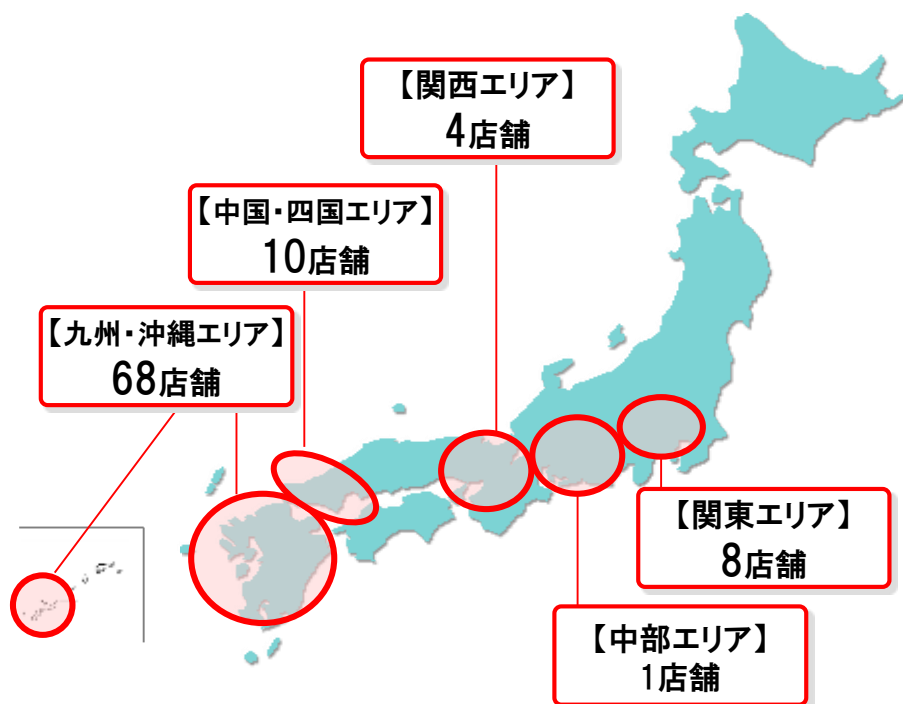 【関西エリア】
4店舗
【中国・四国エリア】
10店舗
【九州・沖縄エリア】
68店舗
【関東エリア】
8店舗
【中部エリア】
1店舗